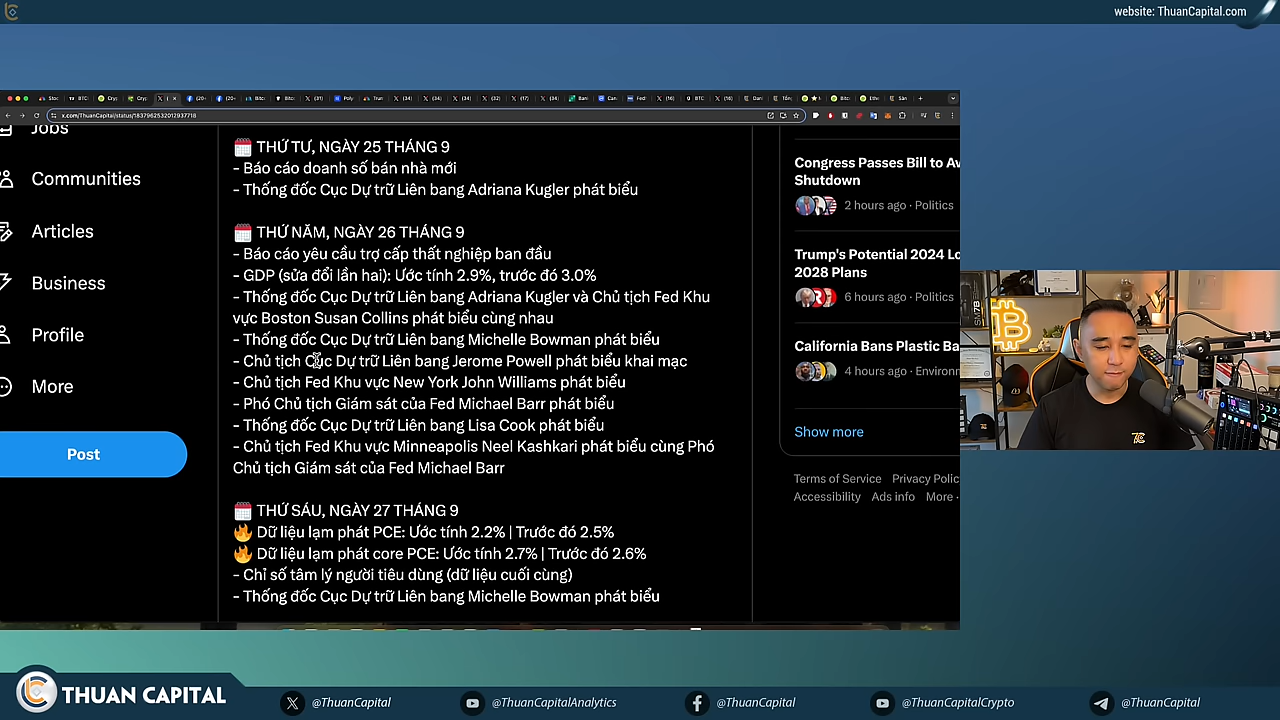 website: ThuanCapital.com
x.com/ThuanCapital/status/1837962532012937718
Jobs
Communities
Articles
Business
Profile
More
Post
THỨ TƯ, NGÀY 25 THÁNG 9
- Báo cáo doanh số bán nhà mới
- Thống đốc Cục Dự trữ Liên bang Adriana Kugler phát biểu
THỨ NĂM, NGÀY 26 THÁNG 9
- Báo cáo yêu cầu trợ cấp thất nghiệp ban đầu
- GDP (sửa đổi lần hai): Ước tính 2.9%, trước đó 3.0%
- Thống đốc Cục Dự trữ Liên bang Adriana Kugler và Chủ tịch Fed Khu
vực Boston Susan Collins phát biểu cùng nhau
- Thống đốc Cục Dự trữ Liên bang Michelle Bowman phát biểu
- Chủ tịch Cục Dự trữ Liên bang Jerome Powell phát biểu khai mạc
- Chủ tịch Fed Khu vực New York John Williams phát biểu
- Phó Chủ tịch Giám sát của Fed Michael Barr phát biểu
- Thống đốc Cục Dự trữ Liên bang Lisa Cook phát biểu
- Chủ tịch Fed Khu vực Minneapolis Neel Kashkari phát biểu cùng Phó
Chủ tịch Giám sát của Fed Michael Barr
THỨ SÁU, NGÀY 27 THÁNG 9
Dữ liệu lạm phát PCE: Ước tính 2.2% | Trước đó 2.5%
Dữ liệu lạm phát core PCE: Ước tính 2.7% | Trước đó 2.6%
- Chỉ số tâm lý người tiêu dùng (dữ liệu cuối cùng)
- Thống đốc Cục Dự trữ Liên bang Michelle Bowman phát biểu
Congress Passes Bill to Av
Shutdown
2 hours ago · Politics
Trump's Potential 2024 Lo
2028 Plans
6 hours ago · Politics
California Bans Plastic Ba
4 hours ago · Environ
Show more
Terms of Service Privacy Polic
Accessibility Ads info More ·
SM7B
THUAN CAPITAL
@ThuanCapital
@ThuanCapitalAnalytics
@ThuanCapital
@ThuanCapitalCrypto
@ThuanCapital